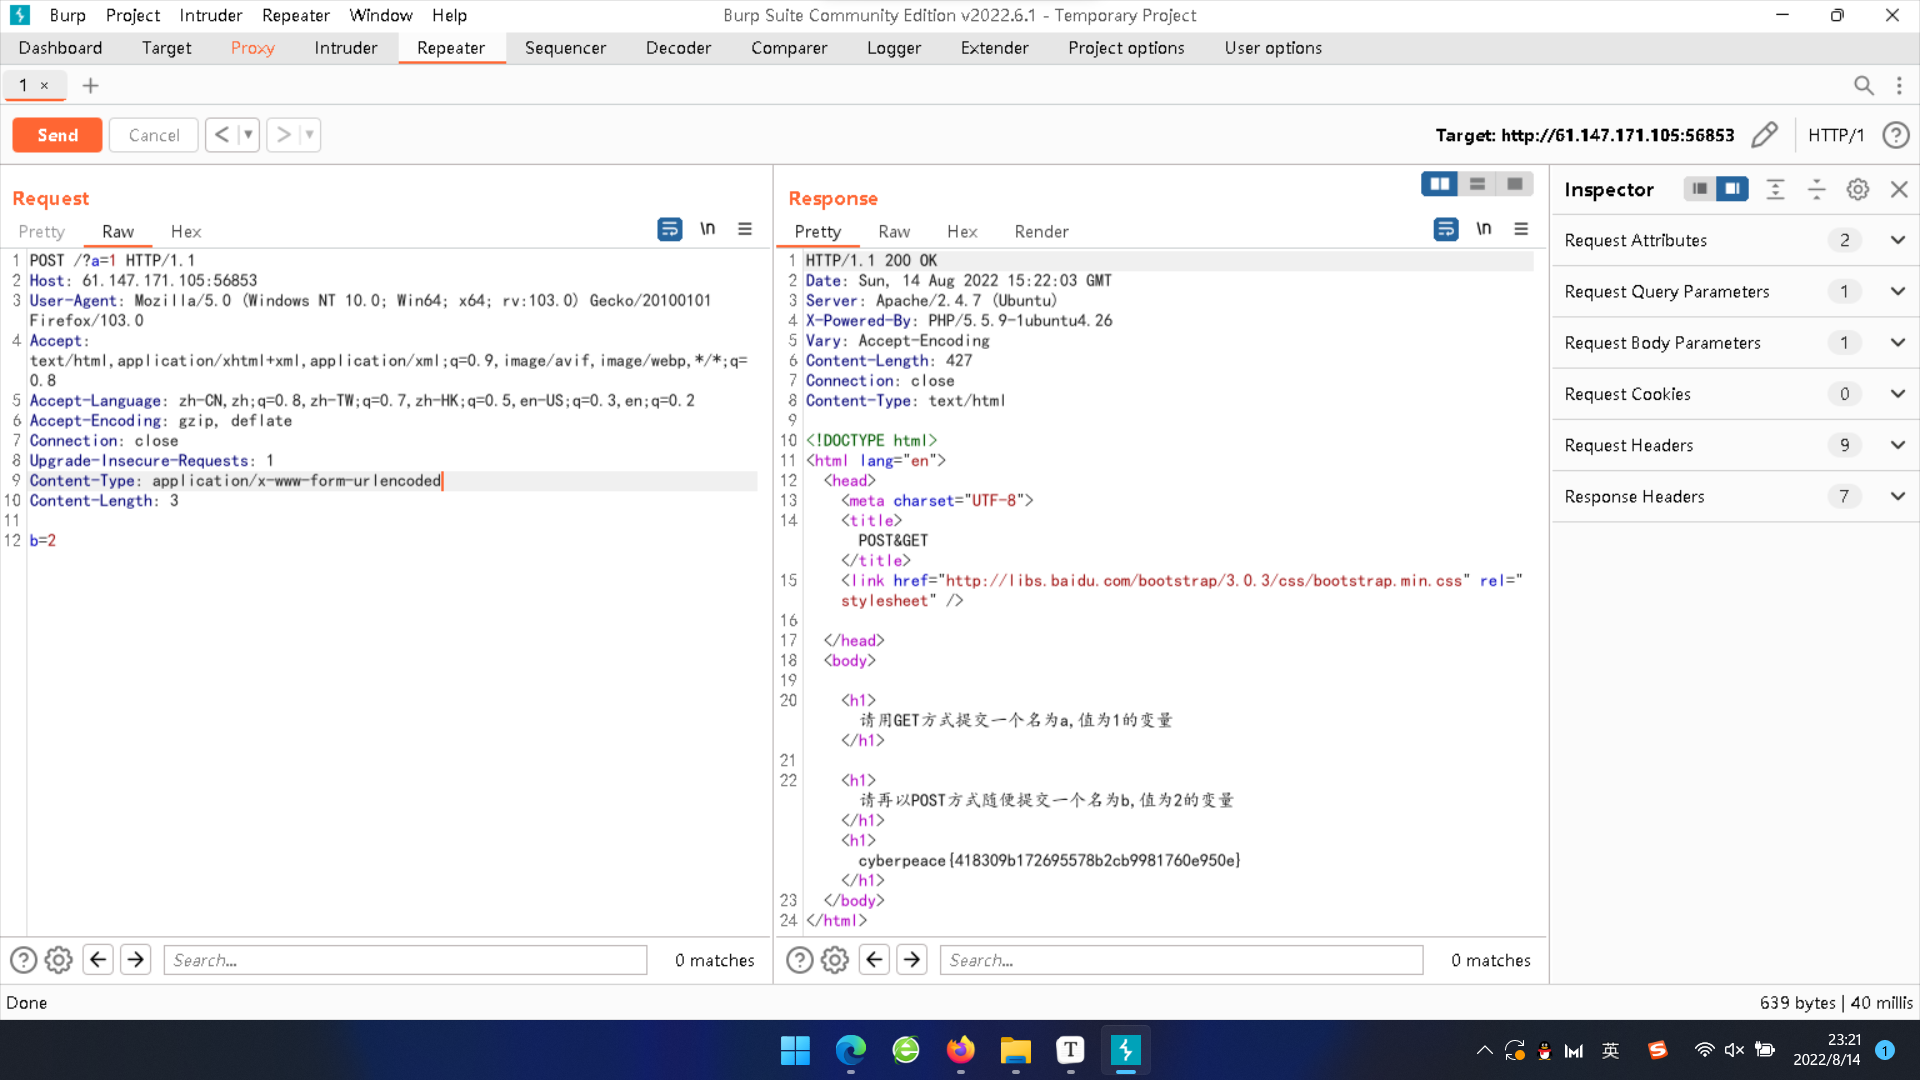 Burp Project Intruder Repeater Window Help
Burp Suite Community Edition v2022.6.1 - Temporary Project
Dashboard Target Proxy Intruder Repeater Sequencer Decoder Comparer Logger Extender Project options User options
1 ×
Send Cancel < >
Target: http://61.147.171.105:56853
HTTP/1
Request
Pretty Raw Hex
\n
1 POST /?a=1 HTTP/1.1
2 Host: 61.147.171.105:56853
3 User-Agent: Mozilla/5.0 (Windows NT 10.0; Win64; x64; rv:103.0) Gecko/20100101
Firefox/103.0
4 Accept:
text/html,application/xhtml+xml,application/xml;q=0.9,image/avif,image/webp,*/*;q=
0.8
5 Accept-Language: zh-CN,zh;q=0.8,zh-TW;q=0.7,zh-HK;q=0.5,en-US;q=0.3,en;q=0.2
6 Accept-Encoding: gzip, deflate
7 Connection: close
8 Upgrade-Insecure-Requests: 1
9 Content-Type: application/x-www-form-urlencoded
10 Content-Length: 3
11
12 b=2
Search...
0 matches
Response
Pretty Raw Hex Render
\n
1 HTTP/1.1 200 OK
2 Date: Sun, 14 Aug 2022 15:22:03 GMT
3 Server: Apache/2.4.7 (Ubuntu)
4 X-Powered-By: PHP/5.5.9-1ubuntu4.26
5 Vary: Accept-Encoding
6 Content-Length: 427
7 Connection: close
8 Content-Type: text/html
9
10 <!DOCTYPE html>
11 <html lang="en">
12 <head>
13 <meta charset="UTF-8">
14 <title>
POST&GET
</title>
15 <link href="http://libs.baidu.com/bootstrap/3.0.3/css/bootstrap.min.css" rel="
stylesheet" />
16
17 </head>
18 <body>
19
20 <h1>
请用GET方式提交一个名为a,值为1的变量
</h1>
21
22 <h1>
请再以POST方式随便提交一个名为b,值为2的变量
</h1>
<h1>
cyberpeace{418309b172695578b2cb9981760e950e}
</h1>
23 </body>
24 </html>
Search...
0 matches
Inspector
Request Attributes 2
Request Query Parameters 1
Request Body Parameters 1
Request Cookies 0
Request Headers 9
Response Headers 7
Done
639 bytes | 40 millis
T
英
23:21
2022/8/14
1